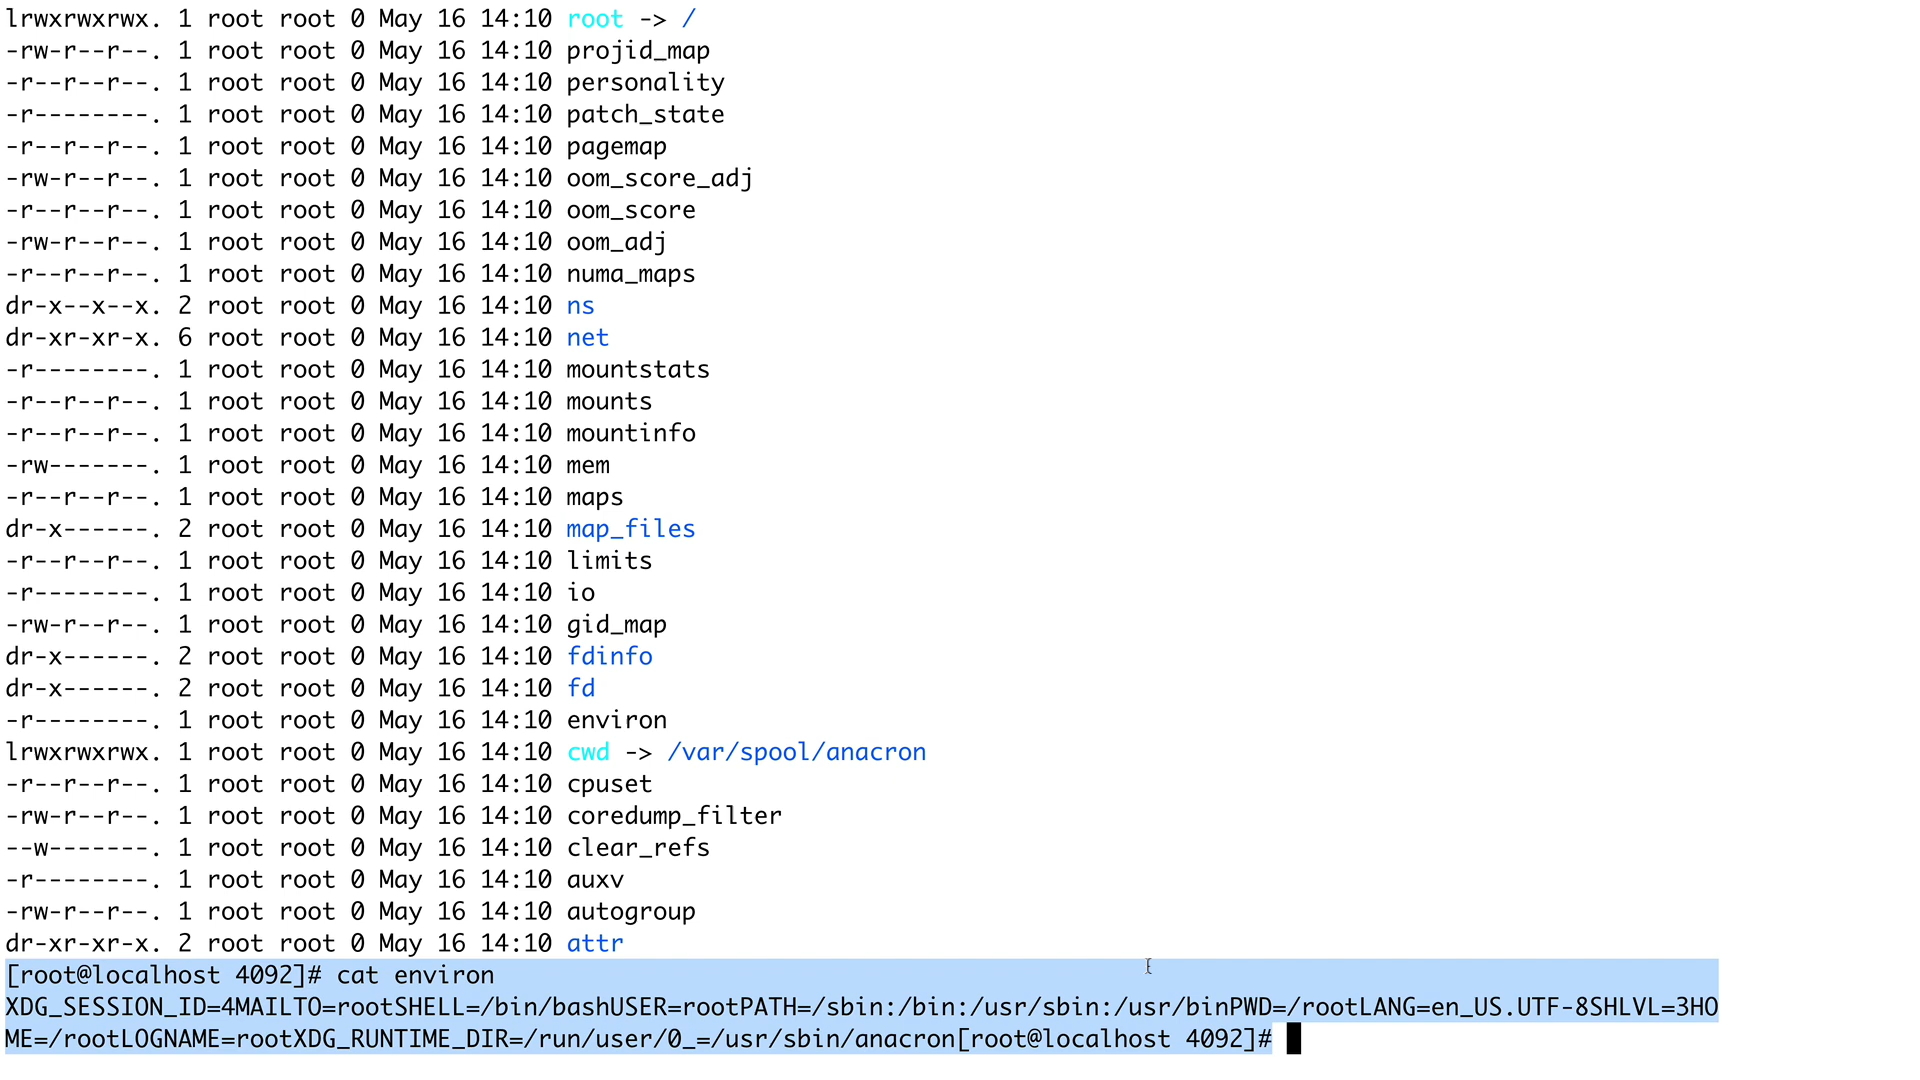 lrwxrwxrwx. 1 root root 0 May 16 14:10 root -> /
-rw-r--r--. 1 root root 0 May 16 14:10 projid_map
-r--r--r--. 1 root root 0 May 16 14:10 personality
-r--------. 1 root root 0 May 16 14:10 patch_state
-r--r--r--. 1 root root 0 May 16 14:10 pagemap
-rw-r--r--. 1 root root 0 May 16 14:10 oom_score_adj
-r--r--r--. 1 root root 0 May 16 14:10 oom_score
-rw-r--r--. 1 root root 0 May 16 14:10 oom_adj
-r--r--r--. 1 root root 0 May 16 14:10 numa_maps
dr-x--x--x. 2 root root 0 May 16 14:10 ns
dr-xr-xr-x. 6 root root 0 May 16 14:10 net
-r--------. 1 root root 0 May 16 14:10 mountstats
-r--r--r--. 1 root root 0 May 16 14:10 mounts
-r--r--r--. 1 root root 0 May 16 14:10 mountinfo
-rw-------. 1 root root 0 May 16 14:10 mem
-r--r--r--. 1 root root 0 May 16 14:10 maps
dr-x------. 2 root root 0 May 16 14:10 map_files
-r--r--r--. 1 root root 0 May 16 14:10 limits
-r--------. 1 root root 0 May 16 14:10 io
-rw-r--r--. 1 root root 0 May 16 14:10 gid_map
dr-x------. 2 root root 0 May 16 14:10 fdinfo
dr-x------. 2 root root 0 May 16 14:10 fd
-r--------. 1 root root 0 May 16 14:10 environ
lrwxrwxrwx. 1 root root 0 May 16 14:10 cwd -> /var/spool/anacron
-r--r--r--. 1 root root 0 May 16 14:10 cpuset
-rw-r--r--. 1 root root 0 May 16 14:10 coredump_filter
--w-------. 1 root root 0 May 16 14:10 clear_refs
-r--------. 1 root root 0 May 16 14:10 auxv
-rw-r--r--. 1 root root 0 May 16 14:10 autogroup
dr-xr-xr-x. 2 root root 0 May 16 14:10 attr
[root@localhost 4092]# cat environ
XDG_SESSION_ID=4MAILTO=rootSHELL=/bin/bashUSER=rootPATH=/sbin:/bin:/usr/sbin:/usr/binPWD=/rootLANG=en_US.UTF-8SHLVL=3HO
ME=/rootLOGNAME=rootXDG_RUNTIME_DIR=/run/user/0_=/usr/sbin/anacron[root@localhost 4092]#